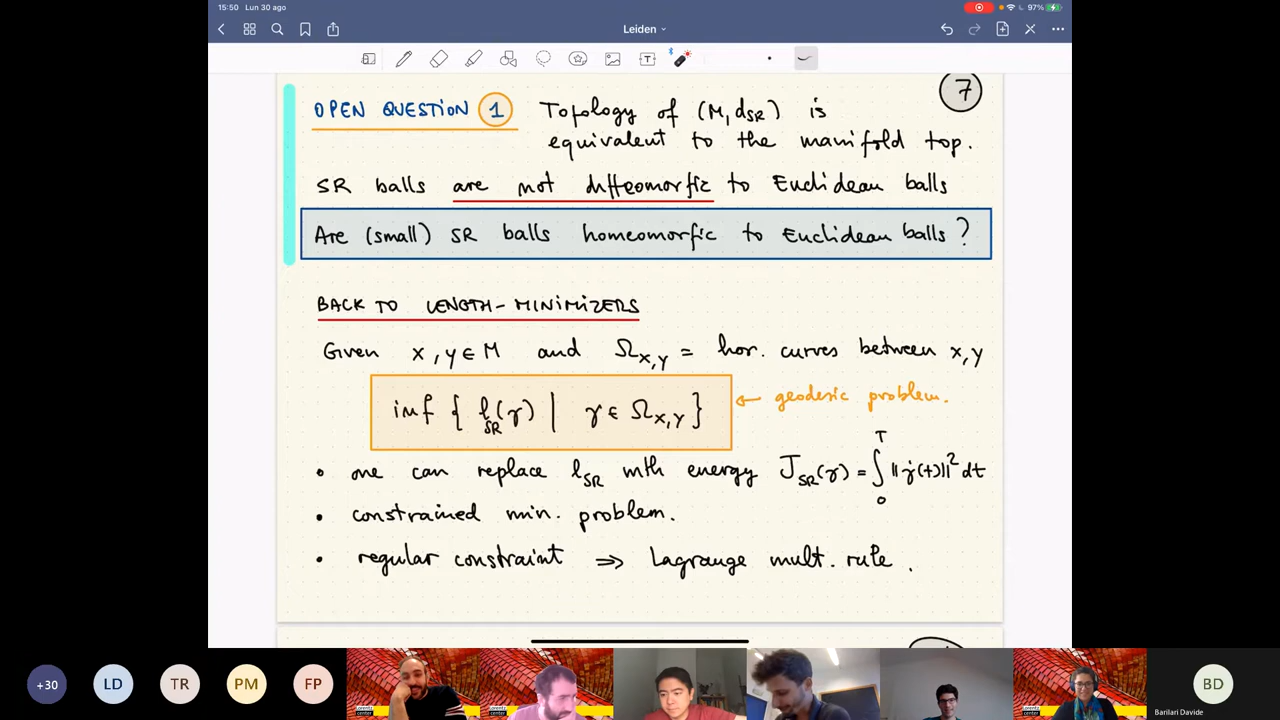 15:50 Lun 30 ago
97%
Leiden
7
OPEN QUESTION 1 Topology of (M, dSR) is
equivalent to the manifold top.
SR balls are not diffeomorfic to Euclidean balls
Are (small) SR balls homeomorfic to Euclidean balls?
BACK TO LENGTH-MINIMIZERS
Given x, y ∈ M and Ωx,y = hor. curves between x, y
inf { ℓSR(γ) | γ ∈ Ωx,y } ← geodesic problem.
• one can replace ℓSR with energy JSR(γ) = ∫₀ᵀ ||γ̇(t)||² dt
• constrained min. problem.
• regular constraint ⇒ Lagrange mult. rule.
+30 LD TR PM FP BD
Barilari Davide